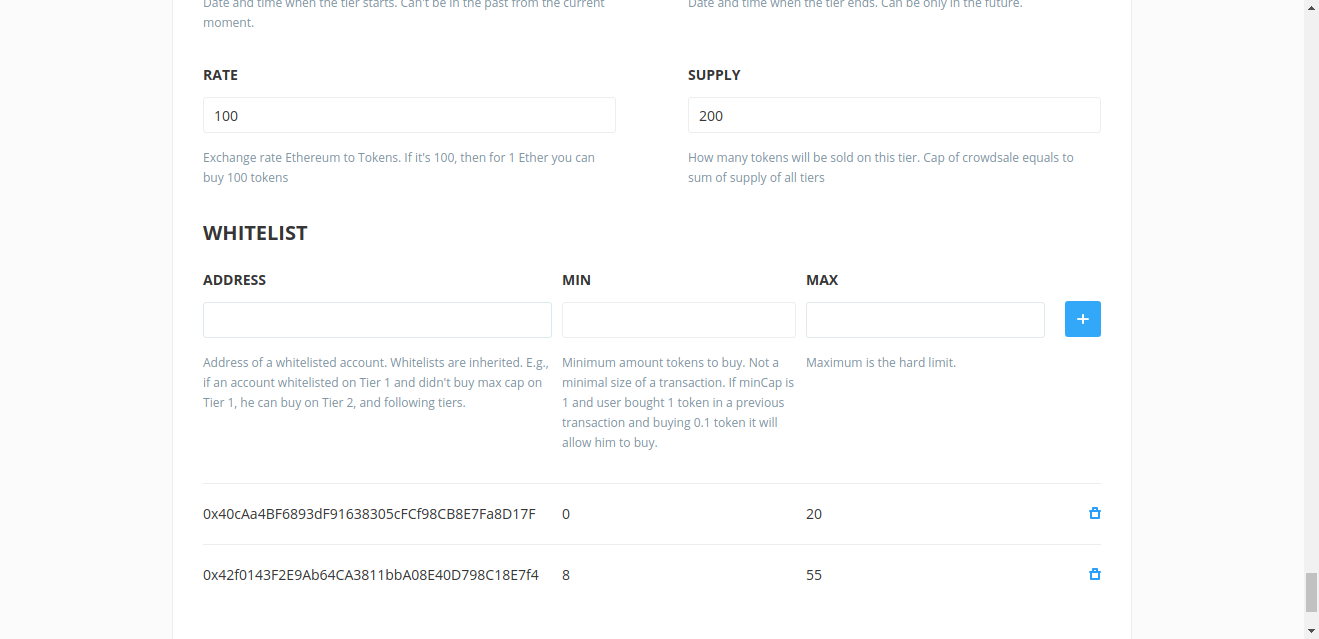 Date and time when the tier starts. Can't be in the past from the current
moment.
Date and time when the tier ends. Can be only in the future.
RATE
100
Exchange rate Ethereum to Tokens. If it's 100, then for 1 Ether you can
buy 100 tokens
SUPPLY
200
How many tokens will be sold on this tier. Cap of crowdsale equals to
sum of supply of all tiers
WHITELIST
ADDRESS
Address of a whitelisted account. Whitelists are inherited. E.g.,
if an account whitelisted on Tier 1 and didn't buy max cap on
Tier 1, he can buy on Tier 2, and following tiers.
MIN
Minimum amount tokens to buy. Not a
minimal size of a transaction. If minCap is
1 and user bought 1 token in a previous
transaction and buying 0.1 token it will
allow him to buy.
MAX
Maximum is the hard limit.
0x40cAa4BF6893dF91638305cFCf98CB8E7Fa8D17F 0 20
0x42f0143F2E9Ab64CA3811bbA08E40D798C18E7f4 8 55